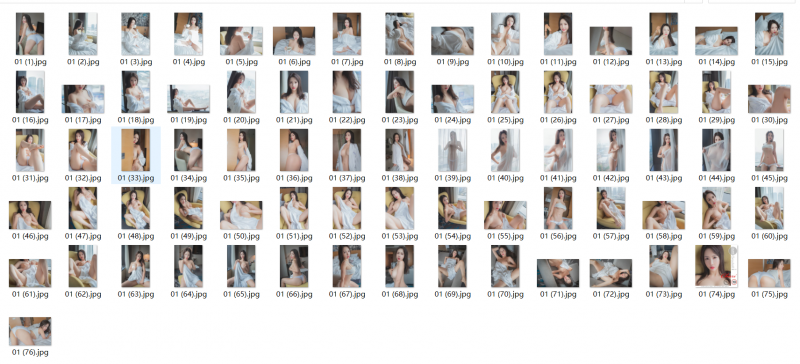 01 (1).jpg 01 (2).jpg 01 (3).jpg 01 (4).jpg 01 (5).jpg 01 (6).jpg 01 (7).jpg 01 (8).jpg 01 (9).jpg 01 (10).jpg 01 (11).jpg 01 (12).jpg 01 (13).jpg 01 (14).jpg 01 (15).jpg
01 (16).jpg 01 (17).jpg 01 (18).jpg 01 (19).jpg 01 (20).jpg 01 (21).jpg 01 (22).jpg 01 (23).jpg 01 (24).jpg 01 (25).jpg 01 (26).jpg 01 (27).jpg 01 (28).jpg 01 (29).jpg 01 (30).jpg
01 (31).jpg 01 (32).jpg 01 (33).jpg 01 (34).jpg 01 (35).jpg 01 (36).jpg 01 (37).jpg 01 (38).jpg 01 (39).jpg 01 (40).jpg 01 (41).jpg 01 (42).jpg 01 (43).jpg 01 (44).jpg 01 (45).jpg
01 (46).jpg 01 (47).jpg 01 (48).jpg 01 (49).jpg 01 (50).jpg 01 (51).jpg 01 (52).jpg 01 (53).jpg 01 (54).jpg 01 (55).jpg 01 (56).jpg 01 (57).jpg 01 (58).jpg 01 (59).jpg 01 (60).jpg
01 (61).jpg 01 (62).jpg 01 (63).jpg 01 (64).jpg 01 (65).jpg 01 (66).jpg 01 (67).jpg 01 (68).jpg 01 (69).jpg 01 (70).jpg 01 (71).jpg 01 (72).jpg 01 (73).jpg 01 (74).jpg 01 (75).jpg
01 (76).jpg